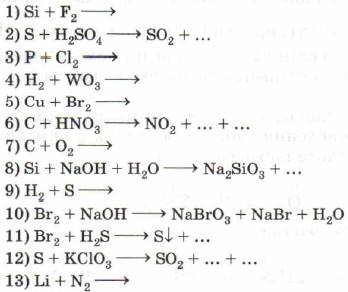 1) Si + F₂ ⟶
2) S + H₂SO₄ ⟶ SO₂ + ...
3) P + Cl₂ ⟶
4) H₂ + WO₃ ⟶
5) Cu + Br₂ ⟶
6) C + HNO₃ ⟶ NO₂ + ... + ...
7) C + O₂ ⟶
8) Si + NaOH + H₂O ⟶ Na₂SiO₃ + ...
9) H₂ + S ⟶
10) Br₂ + NaOH ⟶ NaBrO₃ + NaBr + H₂O
11) Br₂ + H₂S ⟶ S↓ + ...
12) S + KClO₃ ⟶ SO₂ + ... + ...
13) Li + N₂ ⟶